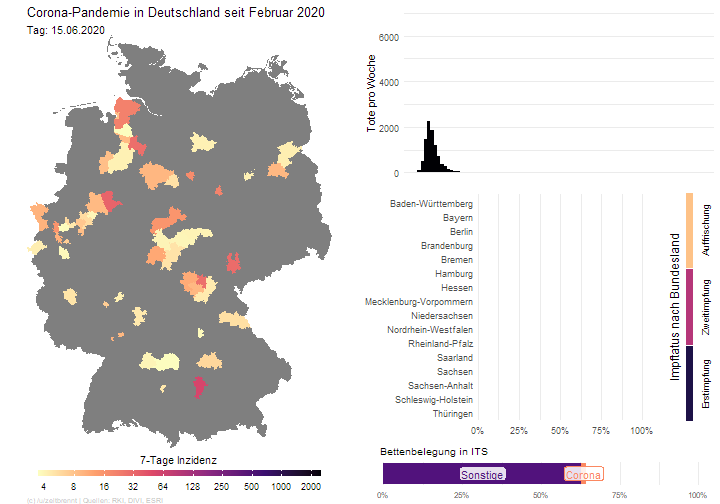 Corona-Pandemie in Deutschland seit Februar 2020
Tag: 15.06.2020
7-Tage Inzidenz
4 8 16 32 64 128 250 500 1000 2000
(c) /u/zeitbrennt | Quellen: RKI, DIVI, ESRI
Tote pro Woche
6000
4000
2000
0
Baden-Württemberg
Bayern
Berlin
Brandenburg
Bremen
Hamburg
Hessen
Mecklenburg-Vorpommern
Niedersachsen
Nordrhein-Westfalen
Rheinland-Pfalz
Saarland
Sachsen
Sachsen-Anhalt
Schleswig-Holstein
Thüringen
0% 25% 50% 75% 100%
Impfstatus nach Bundesland
Auffrischung
Zweitimpfung
Erstimpfung
Bettenbelegung in ITS
Sonstige Corona
0% 25% 50% 75% 100%